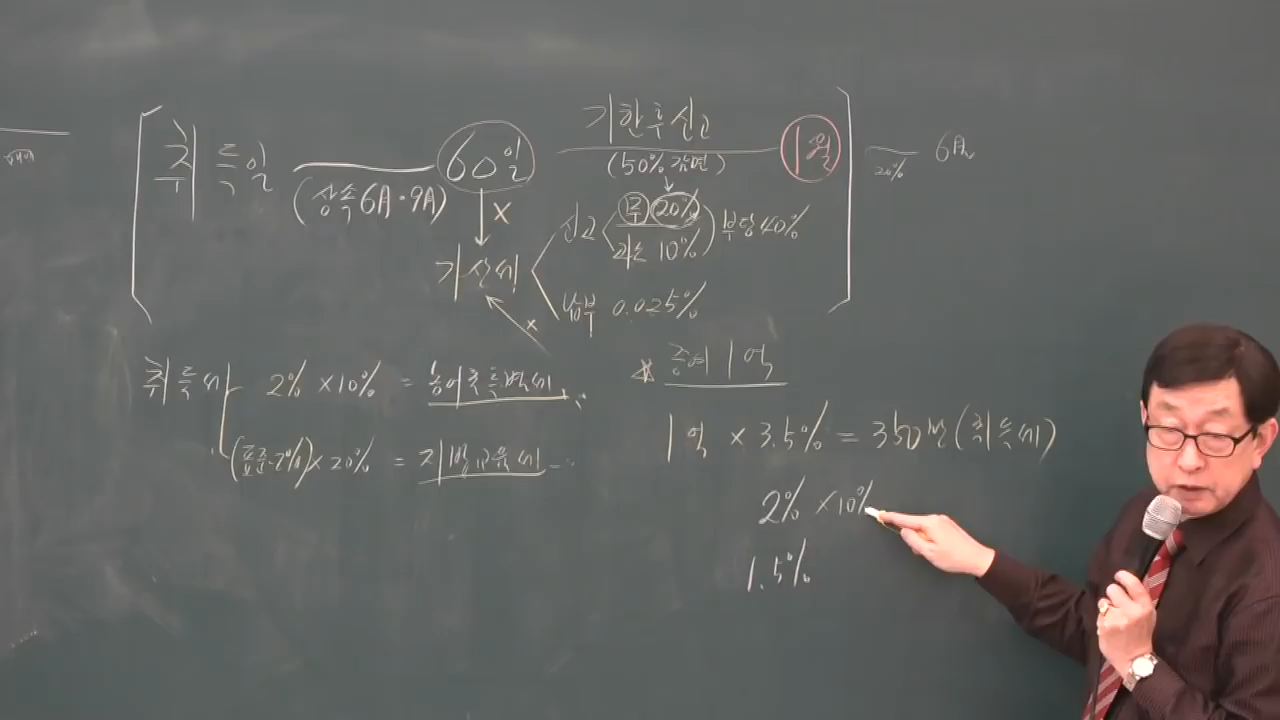 취득일 60일 기한후신고 1월
(상속 6月·9月) (50% 감면) 20% 6月
X 신고 무 20% 부당 40%
가산세 과소 10%
납부 0.025%
X
취득세 2% × 10% = 농어촌특별세
(표준-2%) × 20% = 지방교육세
증여 1억
1억 × 3.5% = 350만 (취득세)
2% × 10%
1.5%